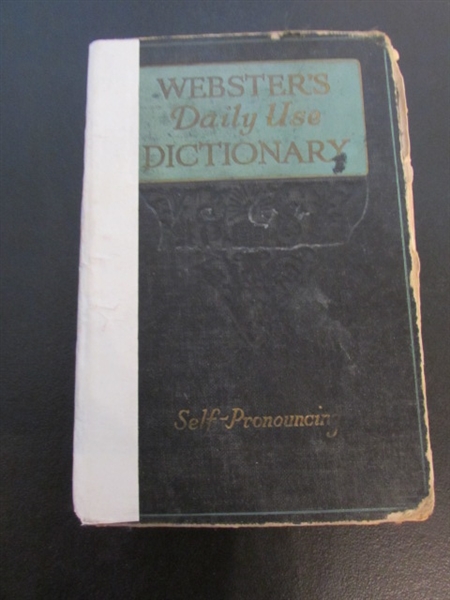 WEBSTER'S
Daily Use
DICTIONARY
Self-Pronouncing